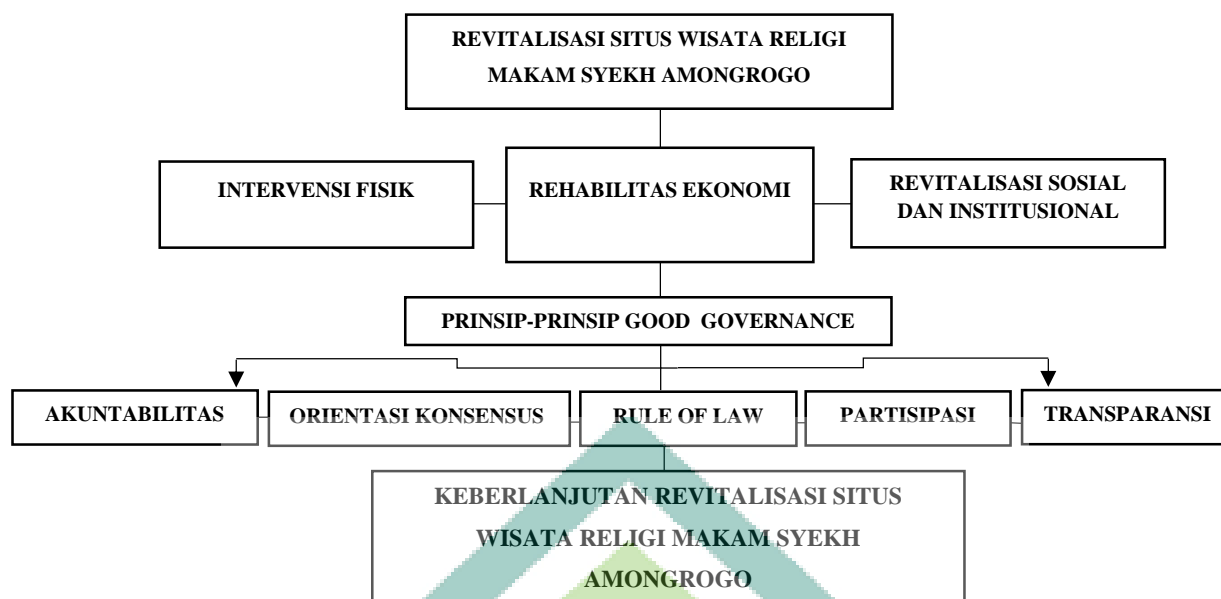 REVITALISASI SITUS WISATA RELIGI
MAKAM SYEKH AMONGROGO
INTERVENSI FISIK
REHABILITAS EKONOMI
REVITALISASI SOSIAL
DAN INSTITUSIONAL
PRINSIP-PRINSIP GOOD GOVERNANCE
AKUNTABILITAS
ORIENTASI KONSENSUS
RULE OF LAW
PARTISIPASI
TRANSPARANSI
KEBERLANJUTAN REVITALISASI SITUS
WISATA RELIGI MAKAM SYEKH
AMONGROGO